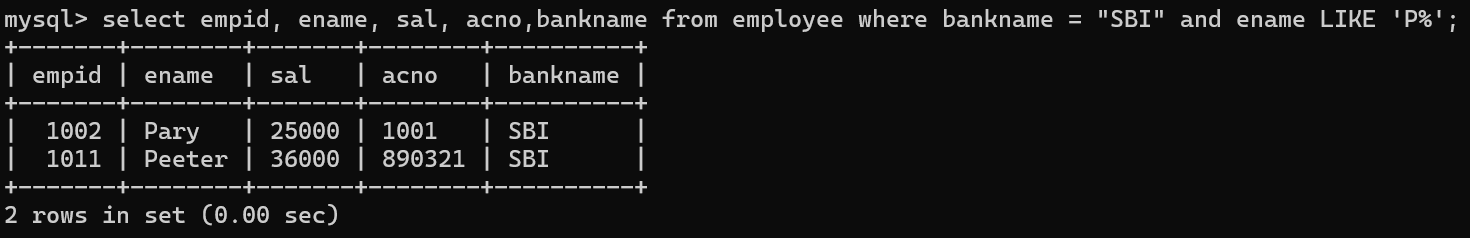 mysql> select empid, ename, sal, acno,bankname from employee where bankname = "SBI" and ename LIKE 'P%';
+-------+--------+-------+--------+----------+
| empid | ename  | sal   | acno   | bankname |
+-------+--------+-------+--------+----------+
|  1002 | Pary   | 25000 | 1001   | SBI      |
|  1011 | Peeter | 36000 | 890321 | SBI      |
+-------+--------+-------+--------+----------+
2 rows in set (0.00 sec)